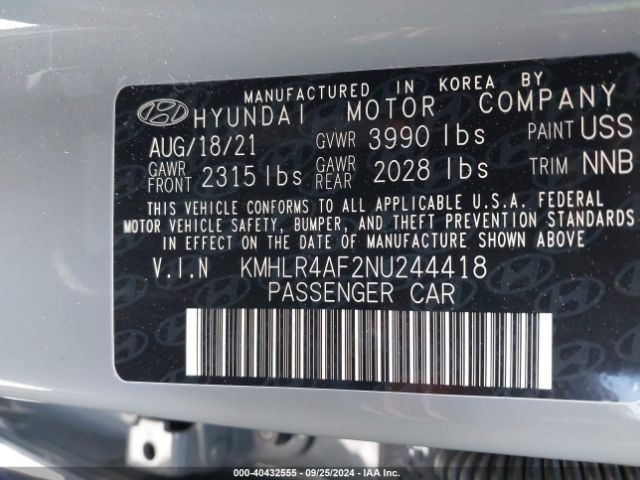 MANUFACTURED IN KOREA BY
HYUNDAI MOTOR COMPANY
AUG/18/21 GVWR 3990 lbs PAINT USS
GAWR FRONT 2315 lbs GAWR REAR 2028 lbs TRIM NNB
THIS VEHICLE CONFORMS TO ALL APPLICABLE U.S.A. FEDERAL
MOTOR VEHICLE SAFETY, BUMPER, AND THEFT PREVENTION STANDARDS
IN EFFECT ON THE DATE OF MANUFACTURE SHOWN ABOVE
V.I.N KMHLR4AF2NU244418
PASSENGER CAR
000-40432555 - 09/25/2024 - IAA Inc.